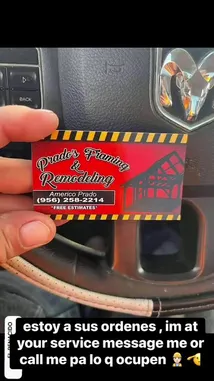 BACK
Prado's Framing
&
Remodeling
Americo Prado
(956) 258-2214
*FREE ESTIMATES*
estoy a sus ordenes , im at
your service message me or
call me pa lo q ocupen 👷🏻 🤙